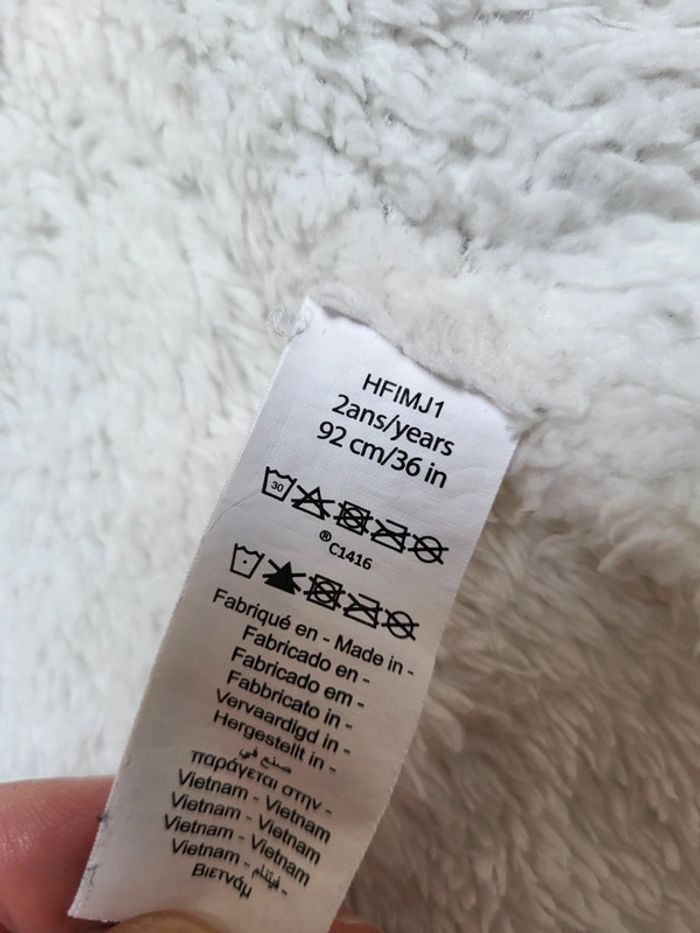 HFIMJ1
2ans/years
92 cm/36 in
30
® C1416
Fabriqué en - Made in -
Fabricado en -
Fabricado em -
Fabbricato in -
Vervaardigd in -
Hergestellt in -
صنع في
παράγεται στην -
Vietnam - Vietnam
Vietnam - Vietnam
Vietnam - Vietnam
Vietnam - فيتنام -
Βιετνάμ